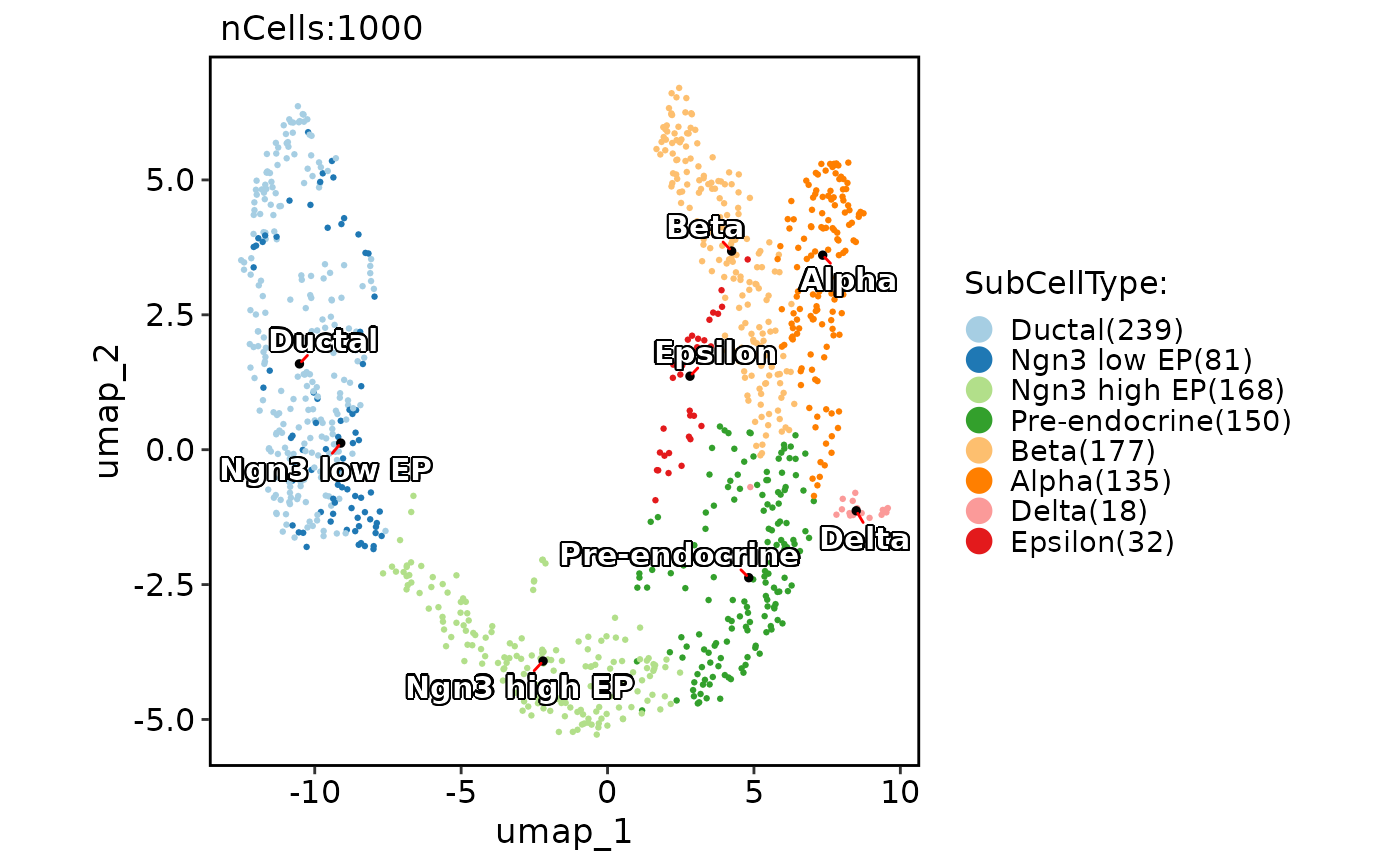 nCells:1000
umap_2
5.0
2.5
0.0
-2.5
-5.0
Beta
Alpha
Ductal
Epsilon
Ngn3 low EP
Delta
Pre-endocrine
Ngn3 high EP
-10
-5
0
5
10
umap_1
SubCellType:
Ductal(239)
Ngn3 low EP(81)
Ngn3 high EP(168)
Pre-endocrine(150)
Beta(177)
Alpha(135)
Delta(18)
Epsilon(32)